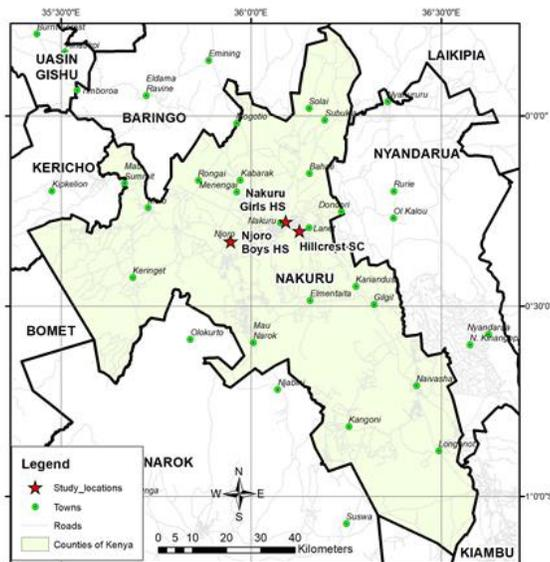 35°30'0"E 36°0'0"E 36°30'0"E
UASIN
GISHU
Timboroa
Emining
Eldama
Ravine
BARINGO
LAIKIPIA
Solai
Subukia
Nyahururu
0'0"S
Mogotio
KERICHO
Kipkelion
Mau
Summit
Rongai
Menengai
Kabarak
Bahati
NYANDARUA
Rurie
Ol Kalou
Nakuru
Girls HS
Nakuru
Lanet
Dondori
Njoro
Njoro
Boys HS
Hillcrest SC
NAKURU
Keringet
Kariandus
Elmentaita
Gilgil
0°30'0"S
BOMET
Olokurto
Mau
Narok
Nyandarua
N. Kinangop
Njabini
Naivasha
Kangoni
Longonot
NAROK
1°0'0"S
Suswa
KIAMBU
Legend
Study_locations
Towns
Roads
Counties of Kenya
N
W E
S
0 5 10 20 30 40
Kilometers